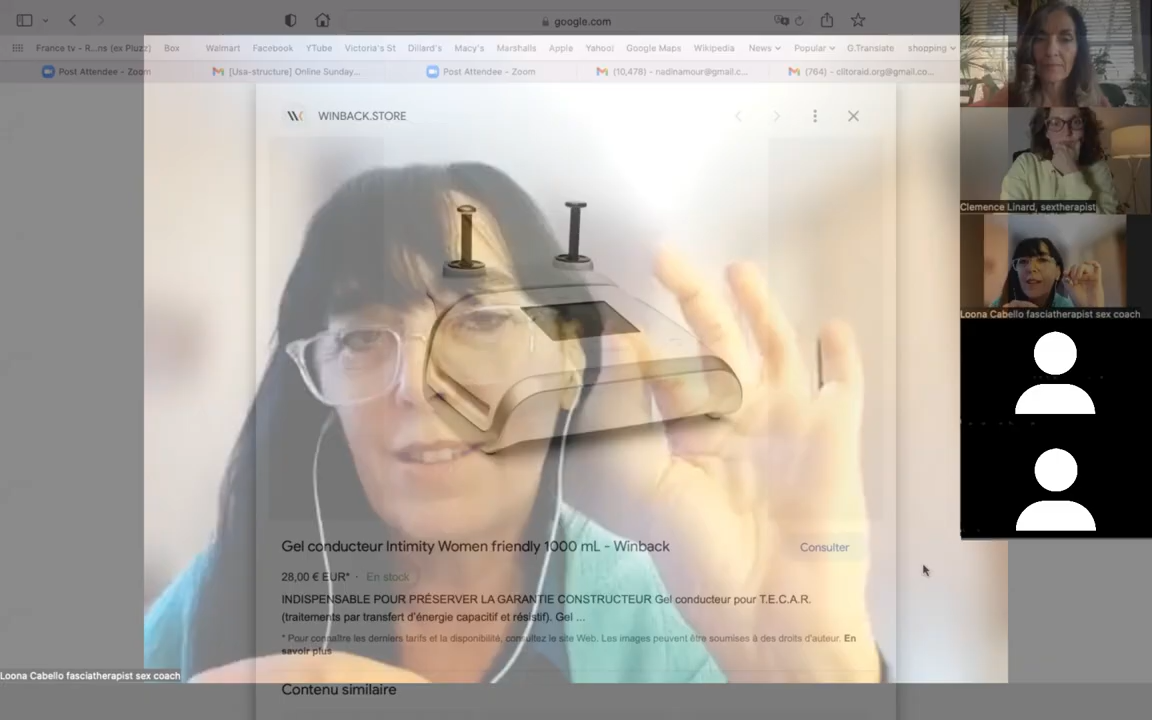 google.com
France tv - R...ns (ex Pluzz) Box Walmart Facebook YTube Victoria's St Dillard's Macy's Marshalls Apple Yahoo! Google Maps Wikipedia News Popular G.Translate shopping
Post Attendee - Zoom [Usa-structure] Online Sunday... Post Attendee - Zoom (10,478) - nadinamour@gmail.c... (764) - clitoraid.org@gmail.co...
WINBACK.STORE
Clemence Linard, sextherapist
Loona Cabello fasciatherapist sex coach
Gel conducteur Intimity Women friendly 1000 mL - Winback
Consulter
28,00 € EUR* · En stock
INDISPENSABLE POUR PRÉSERVER LA GARANTIE CONSTRUCTEUR Gel conducteur pour T.E.C.A.R.
(traitements par transfert d'énergie capacitif et résistif). Gel ...
* Pour connaître les derniers tarifs et la disponibilité, consultez le site Web. Les images peuvent être soumises à des droits d'auteur. En
savoir plus
Loona Cabello fasciatherapist sex coach
Contenu similaire